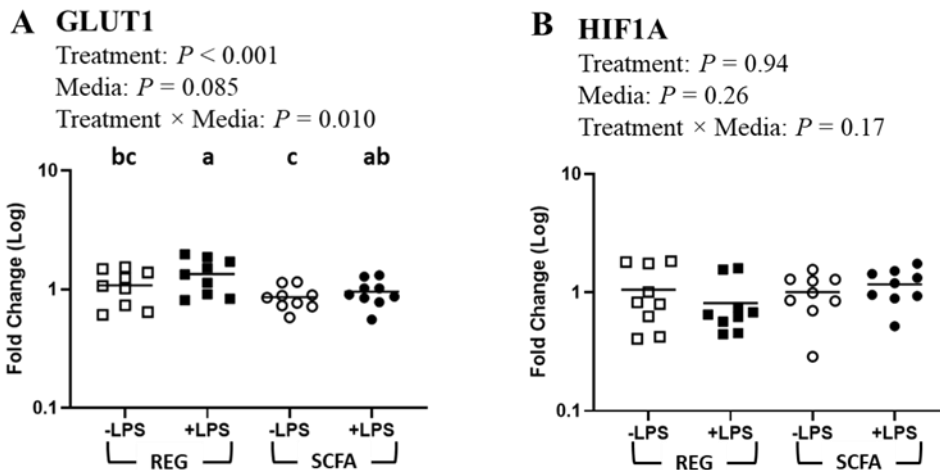 A GLUT1
Treatment: P < 0.001
Media: P = 0.085
Treatment × Media: P = 0.010
bc a c ab
10
1
0.1
Fold Change (Log)
-LPS +LPS -LPS +LPS
REG SCFA
B HIF1A
Treatment: P = 0.94
Media: P = 0.26
Treatment × Media: P = 0.17
10
1
0.1
Fold Change (Log)
-LPS +LPS -LPS +LPS
REG SCFA